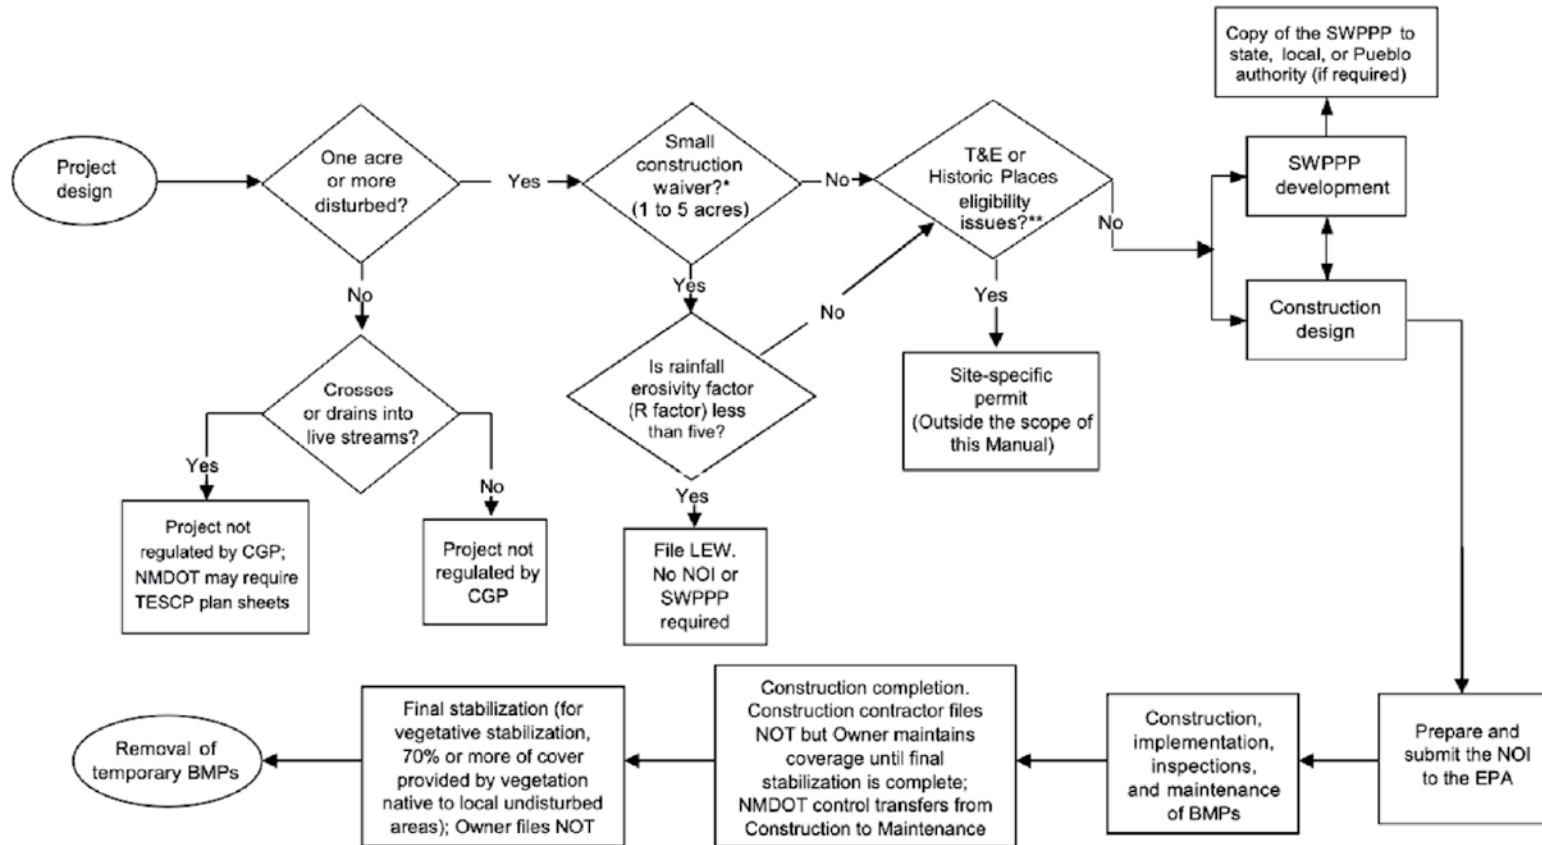 Project
design
One acre
or more
disturbed?
Yes
Small
construction
waiver?*
(1 to 5 acres)
No
T&E or
Historic Places
eligibility
issues?**
No
Copy of the SWPPP to
state, local, or Pueblo
authority (if required)
SWPPP
development
Construction
design
No
Yes
No
Yes
Crosses
or drains into
live streams?
Is rainfall
erosivity factor
(R factor) less
than five?
Site-specific
permit
(Outside the scope of
this Manual)
Yes
No
Yes
Project not
regulated by CGP;
NMDOT may require
TESCP plan sheets
Project not
regulated by
CGP
File LEW.
No NOI or
SWPPP
required
Removal of
temporary BMPs
Final stabilization (for
vegetative stabilization,
70% or more of cover
provided by vegetation
native to local undisturbed
areas); Owner files NOT
Construction completion.
Construction contractor files
NOT but Owner maintains
coverage until final
stabilization is complete;
NMDOT control transfers from
Construction to Maintenance
Construction,
implementation,
inspections,
and maintenance
of BMPs
Prepare and
submit the NOI
to the EPA